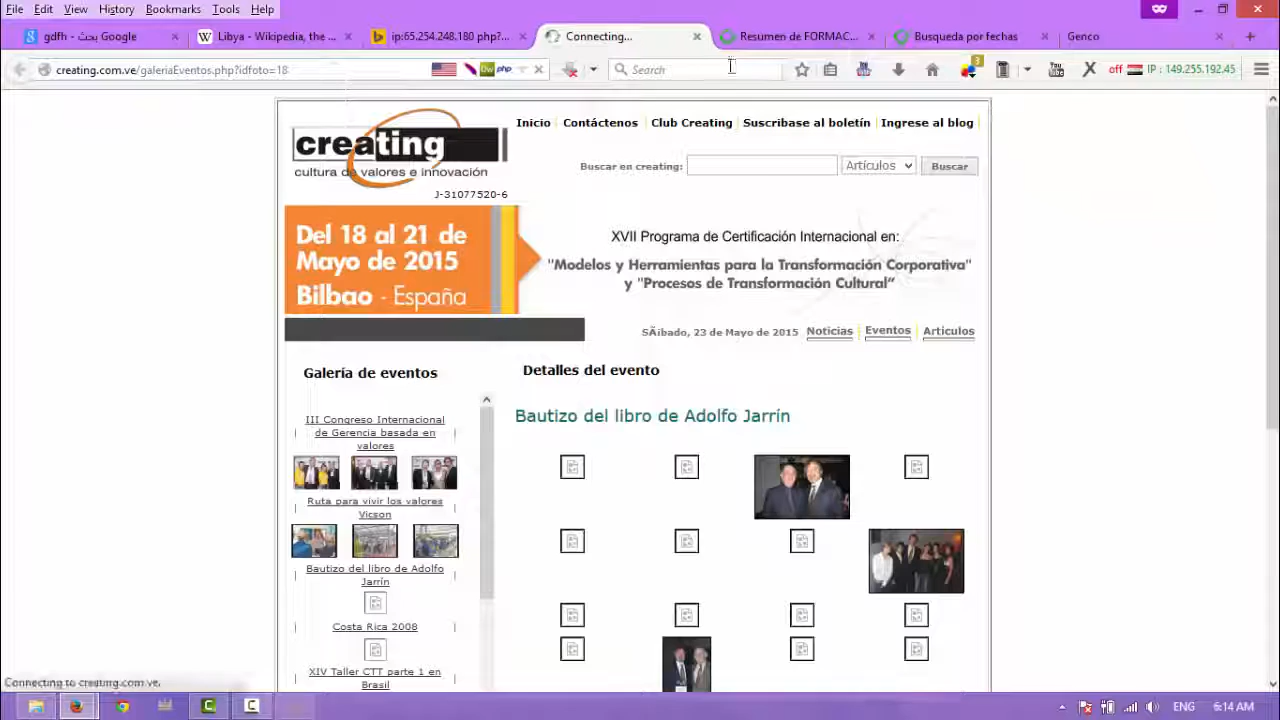 File Edit View History Bookmarks Tools Help
gdfh - بحث Google
Libya - Wikipedia, the ...
ip:65.254.248.180 php?...
Connecting...
Resumen de FORMAC...
Busqueda por fechas
Genco
creating.com.ve/galeriaEventos.php?idfoto=18
php
Search
3
off
IP : 149.255.192.45
creating
cultura de valores e innovación
J-31077520-6
Inicio Contáctenos Club Creating Suscribase al boletín Ingrese al blog
Buscar en creating: Artículos Buscar
Del 18 al 21 de
Mayo de 2015
Bilbao - España
XVII Programa de Certificación Internacional en:
"Modelos y Herramientas para la Transformación Corporativa"
y "Procesos de Transformación Cultural"
SÃibado, 23 de Mayo de 2015 Noticias Eventos Articulos
Galería de eventos
III Congreso Internacional
de Gerencia basada en
valores
Ruta para vivir los valores
Vicson
Bautizo del libro de Adolfo
Jarrín
Costa Rica 2008
XIV Taller CTT parte 1 en
Brasil
Detalles del evento
Bautizo del libro de Adolfo Jarrín
Connecting to creating.com.ve.
ENG 6:14 AM